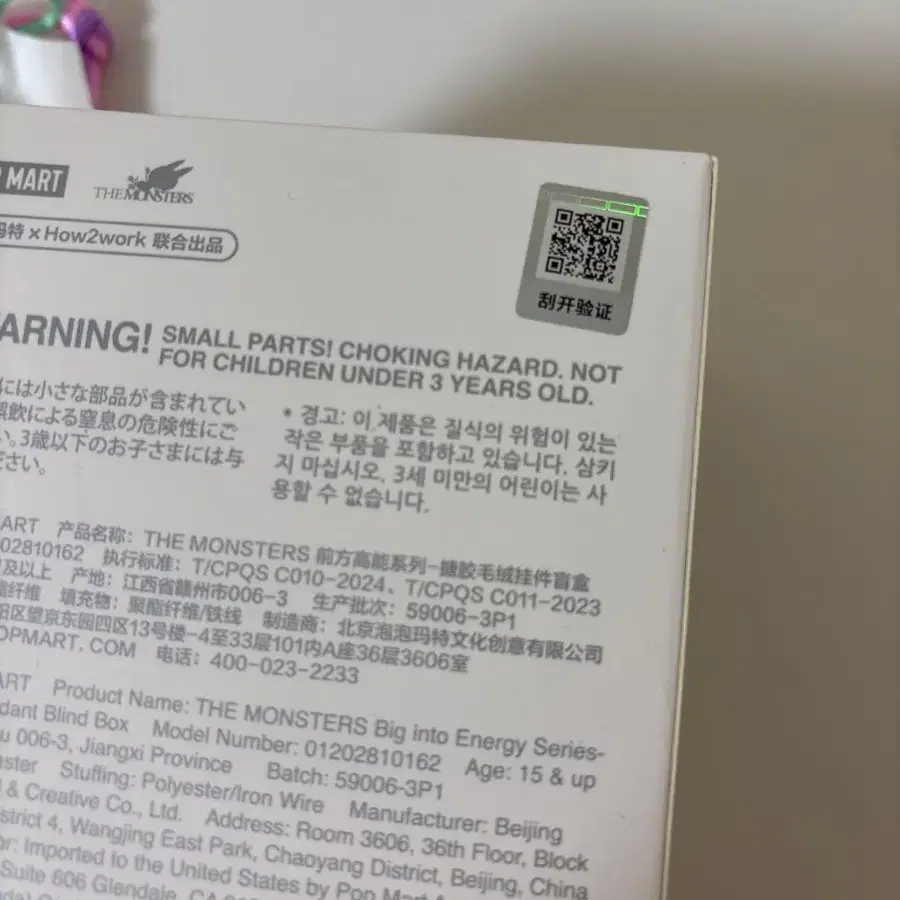 MART
THE MONSTERS
玛特×How2work 联合出品
刮开验证
WARNING! SMALL PARTS! CHOKING HAZARD. NOT
FOR CHILDREN UNDER 3 YEARS OLD.
には小さな部品が含まれてい
誤飲による窒息の危険性にご
い。3歳以下のお子さまには与
ださい。
* 경고: 이 제품은 질식의 위험이 있는
작은 부품을 포함하고 있습니다. 삼키
지 마십시오. 3세 미만의 어린이는 사
용할 수 없습니다.
MART 产品名称：THE MONSTERS 前方高能系列-搪胶毛绒挂件盲盒
02810162 执行标准：T/CPQS C010-2024、T/CPQS C011-2023
及以上 产地：江西省赣州市006-3 生产批次：59006-3P1
酯纤维 填充物：聚酯纤维/铁线 制造商：北京泡泡玛特文化创意有限公司
阳区望京东园四区13号楼-4至33层101内A座36层3606室
OPMART. COM 电话：400-023-2233
MART Product Name: THE MONSTERS Big into Energy Series-
dant Blind Box Model Number: 01202810162 Age: 15 & up
u 006-3, Jiangxi Province Batch: 59006-3P1
ester Stuffing: Polyester/Iron Wire Manufacturer: Beijing
l & Creative Co., Ltd. Address: Room 3606, 36th Floor, Block
strict 4, Wangjing East Park, Chaoyang District, Beijing, China
or: Imported to the United States by Pop Mart
Suite 606 Glendale, CA